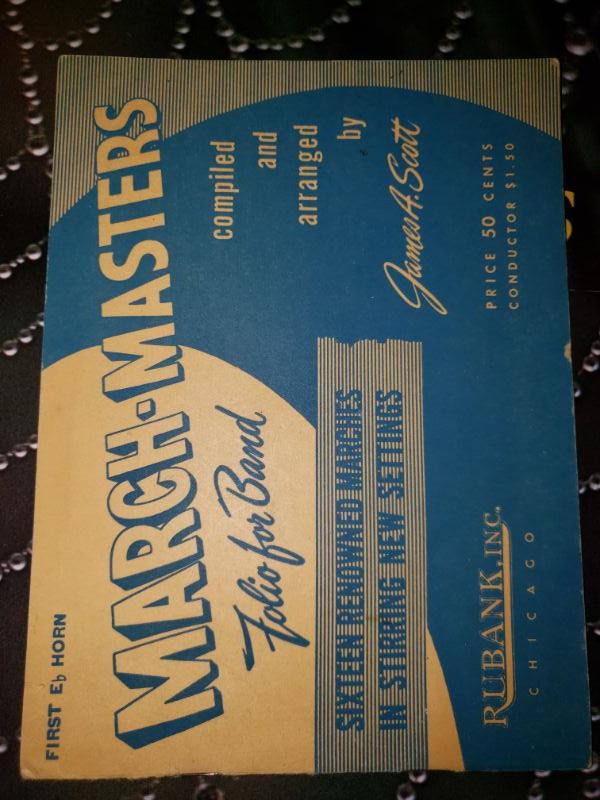 FIRST E♭ HORN
MARCH-MASTERS
Folio for Band
compiled
and
arranged
by
James A. Scott
SIXTEEN RENOWNED MARCHES
IN STIRRING NEW SETTINGS
PRICE 50 CENTS
CONDUCTOR $1.50
RUBANK, INC.
CHICAGO